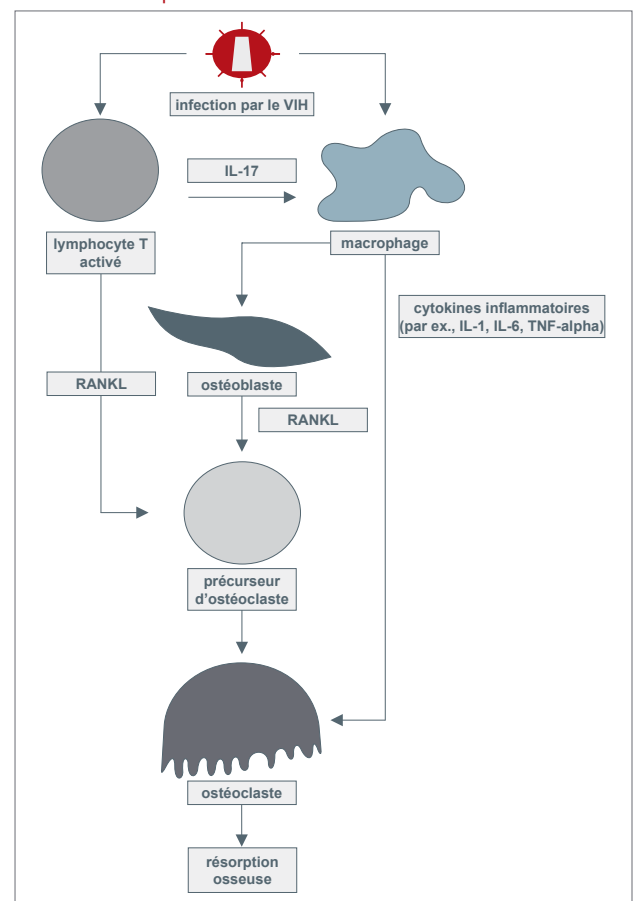 infection par le VIH
IL-17
lymphocyte T
activé
macrophage
cytokines inflammatoires
(par ex., IL-1, IL-6, TNF-alpha)
RANKL
ostéoblaste
RANKL
précurseur
d’ostéoclaste
ostéoclaste
résorption
osseuse